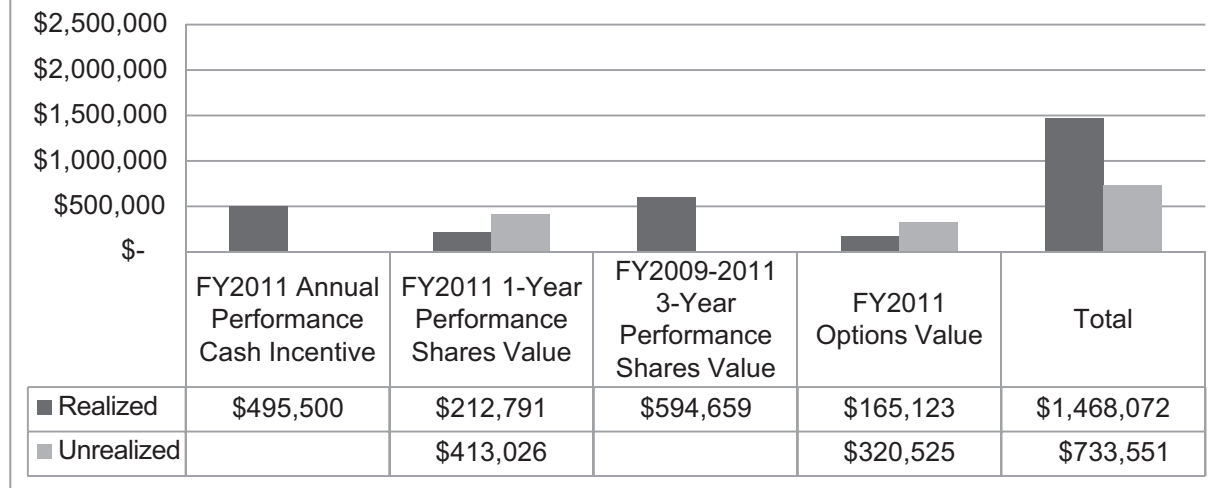 $2,500,000
$2,000,000
$1,500,000
$1,000,000
$500,000
$-
FY2011 Annual
Performance
Cash Incentive
FY2011 1-Year
Performance
Shares Value
FY2009-2011
3-Year
Performance
Shares Value
FY2011
Options Value
Total
Realized $495,500 $212,791 $594,659 $165,123 $1,468,072
Unrealized $413,026 $320,525 $733,551